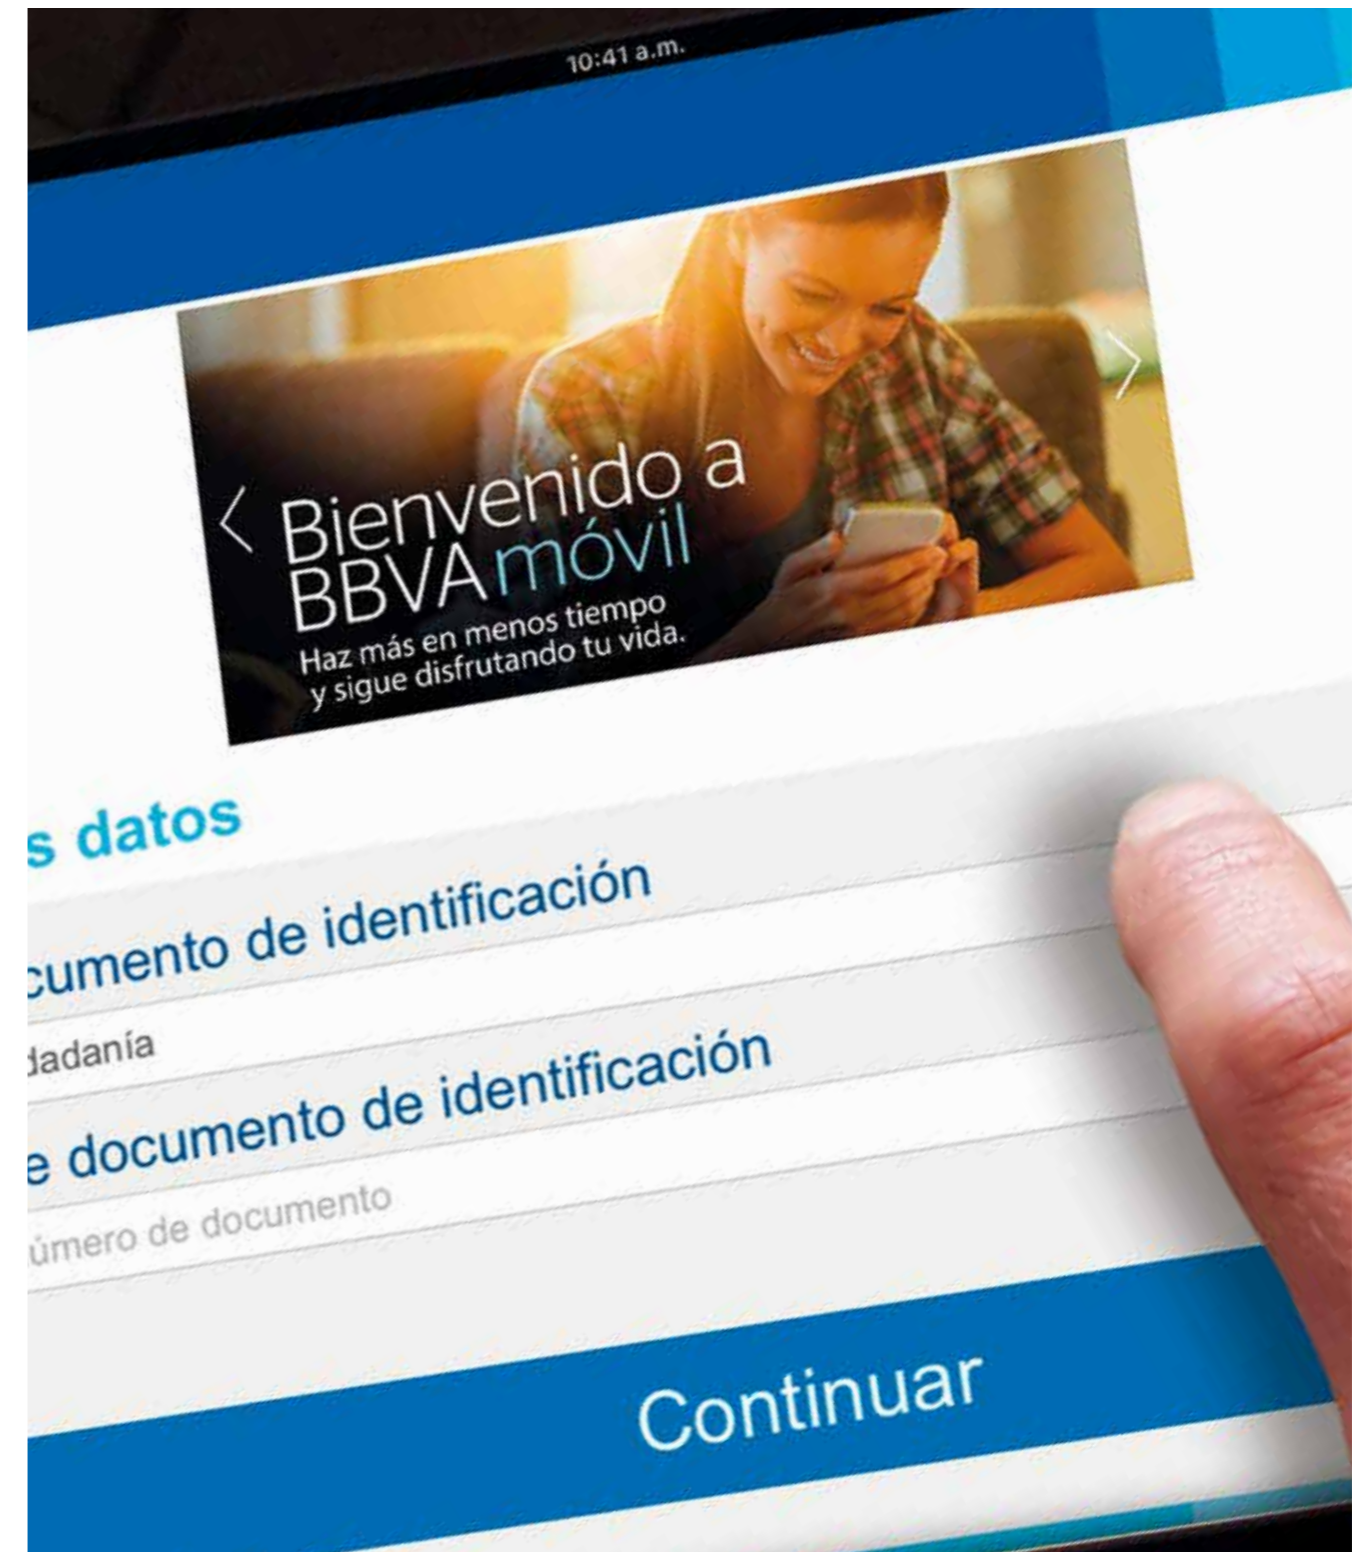 10:41 a.m.
Bienvenido a
BBVA móvil
Haz más en menos tiempo
y sigue disfrutando tu vida.
s datos
cumento de identificación
dadanía
e documento de identificación
úmero de documento
Continuar